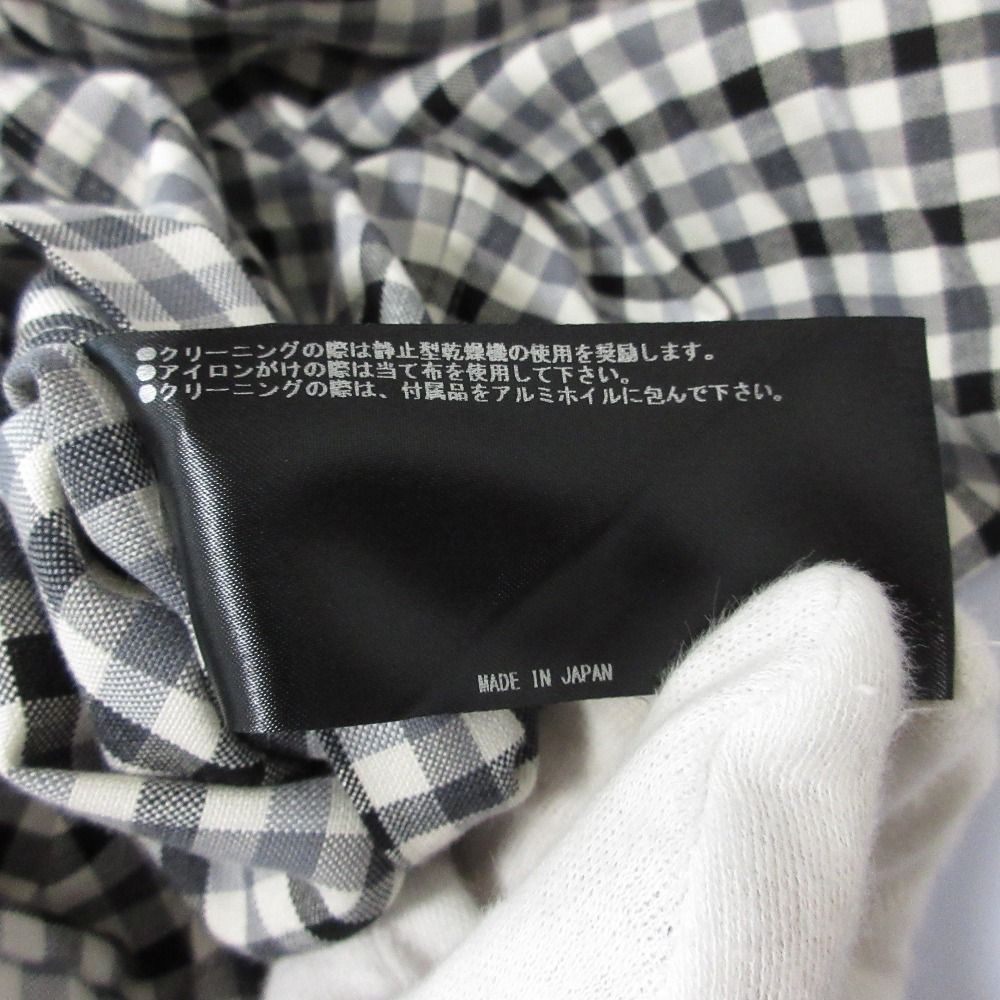 ●クリーニングの際は静止型乾燥機の使用を奨励します。
●アイロンがけの際は当て布を使用して下さい。
●クリーニングの際は、付属品をアルミホイルに包んで下さい。
MADE IN JAPAN